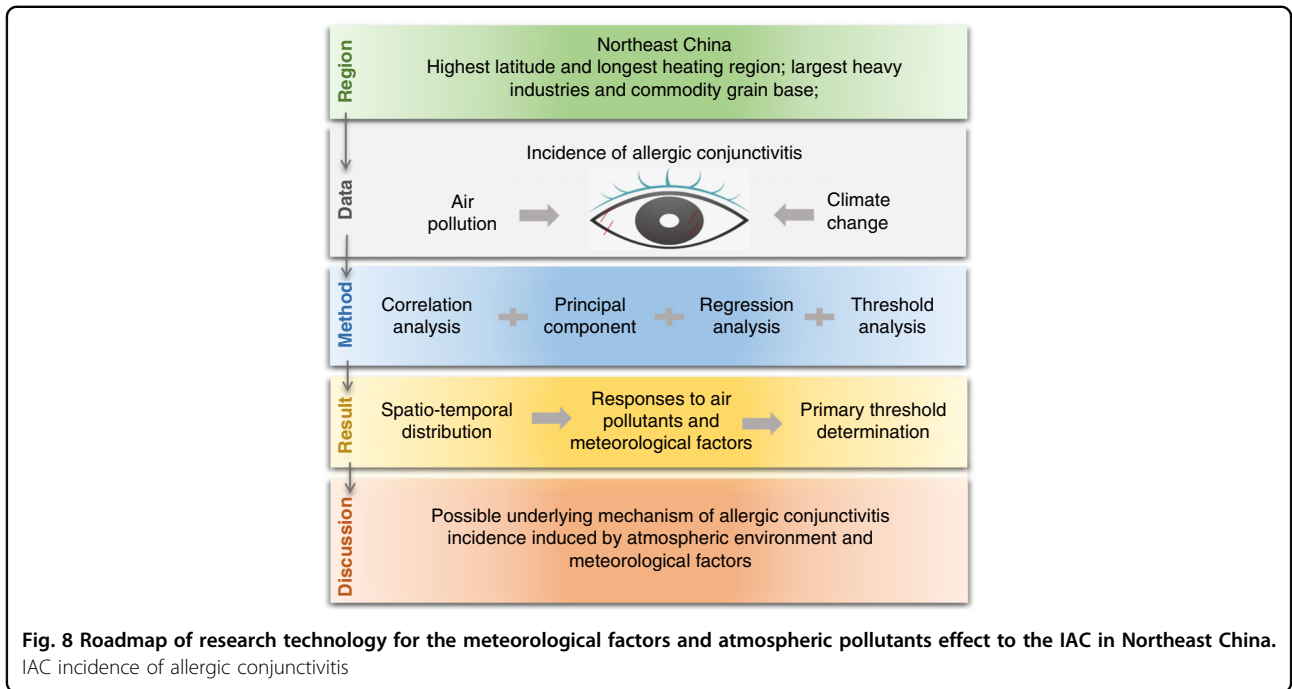 Region
Northeast China
Highest latitude and longest heating region; largest heavy
industries and commodity grain base;
Data
Incidence of allergic conjunctivitis
Air
pollution
Climate
change
Method
Correlation
analysis
Principal
component
Regression
analysis
Threshold
analysis
Result
Spatio-temporal
distribution
Responses to air
pollutants and
meteorological factors
Primary threshold
determination
Discussion
Possible underlying mechanism of allergic conjunctivitis
incidence induced by atmospheric environment and
meteorological factors
Fig. 8 Roadmap of research technology for the meteorological factors and atmospheric pollutants effect to the IAC in Northeast China.
IAC incidence of allergic conjunctivitis